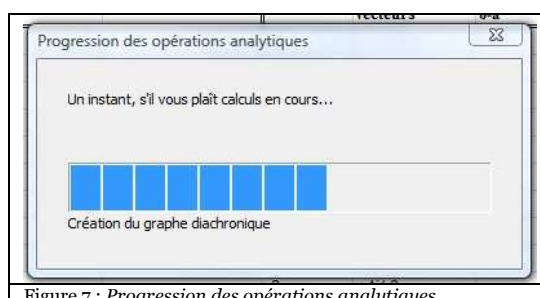 vecteurs
Progression des opérations analytiques
Un instant, s'il vous plaît calculs en cours...
Création du graphe diachronique
Figure 7 : Progression des opérations analytiques